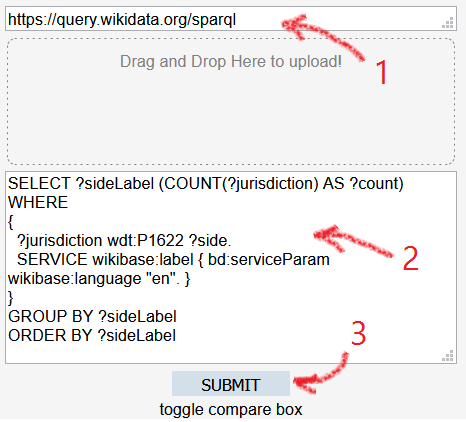 https://query.wikidata.org/sparql
1
Drag and Drop Here to upload!
SELECT ?sideLabel (COUNT(?jurisdiction) AS ?count)
WHERE
{
?jurisdiction wdt:P1622 ?side.
SERVICE wikibase:label { bd:serviceParam
wikibase:language "en". }
}
GROUP BY ?sideLabel
ORDER BY ?sideLabel
2
3
SUBMIT
toggle compare box